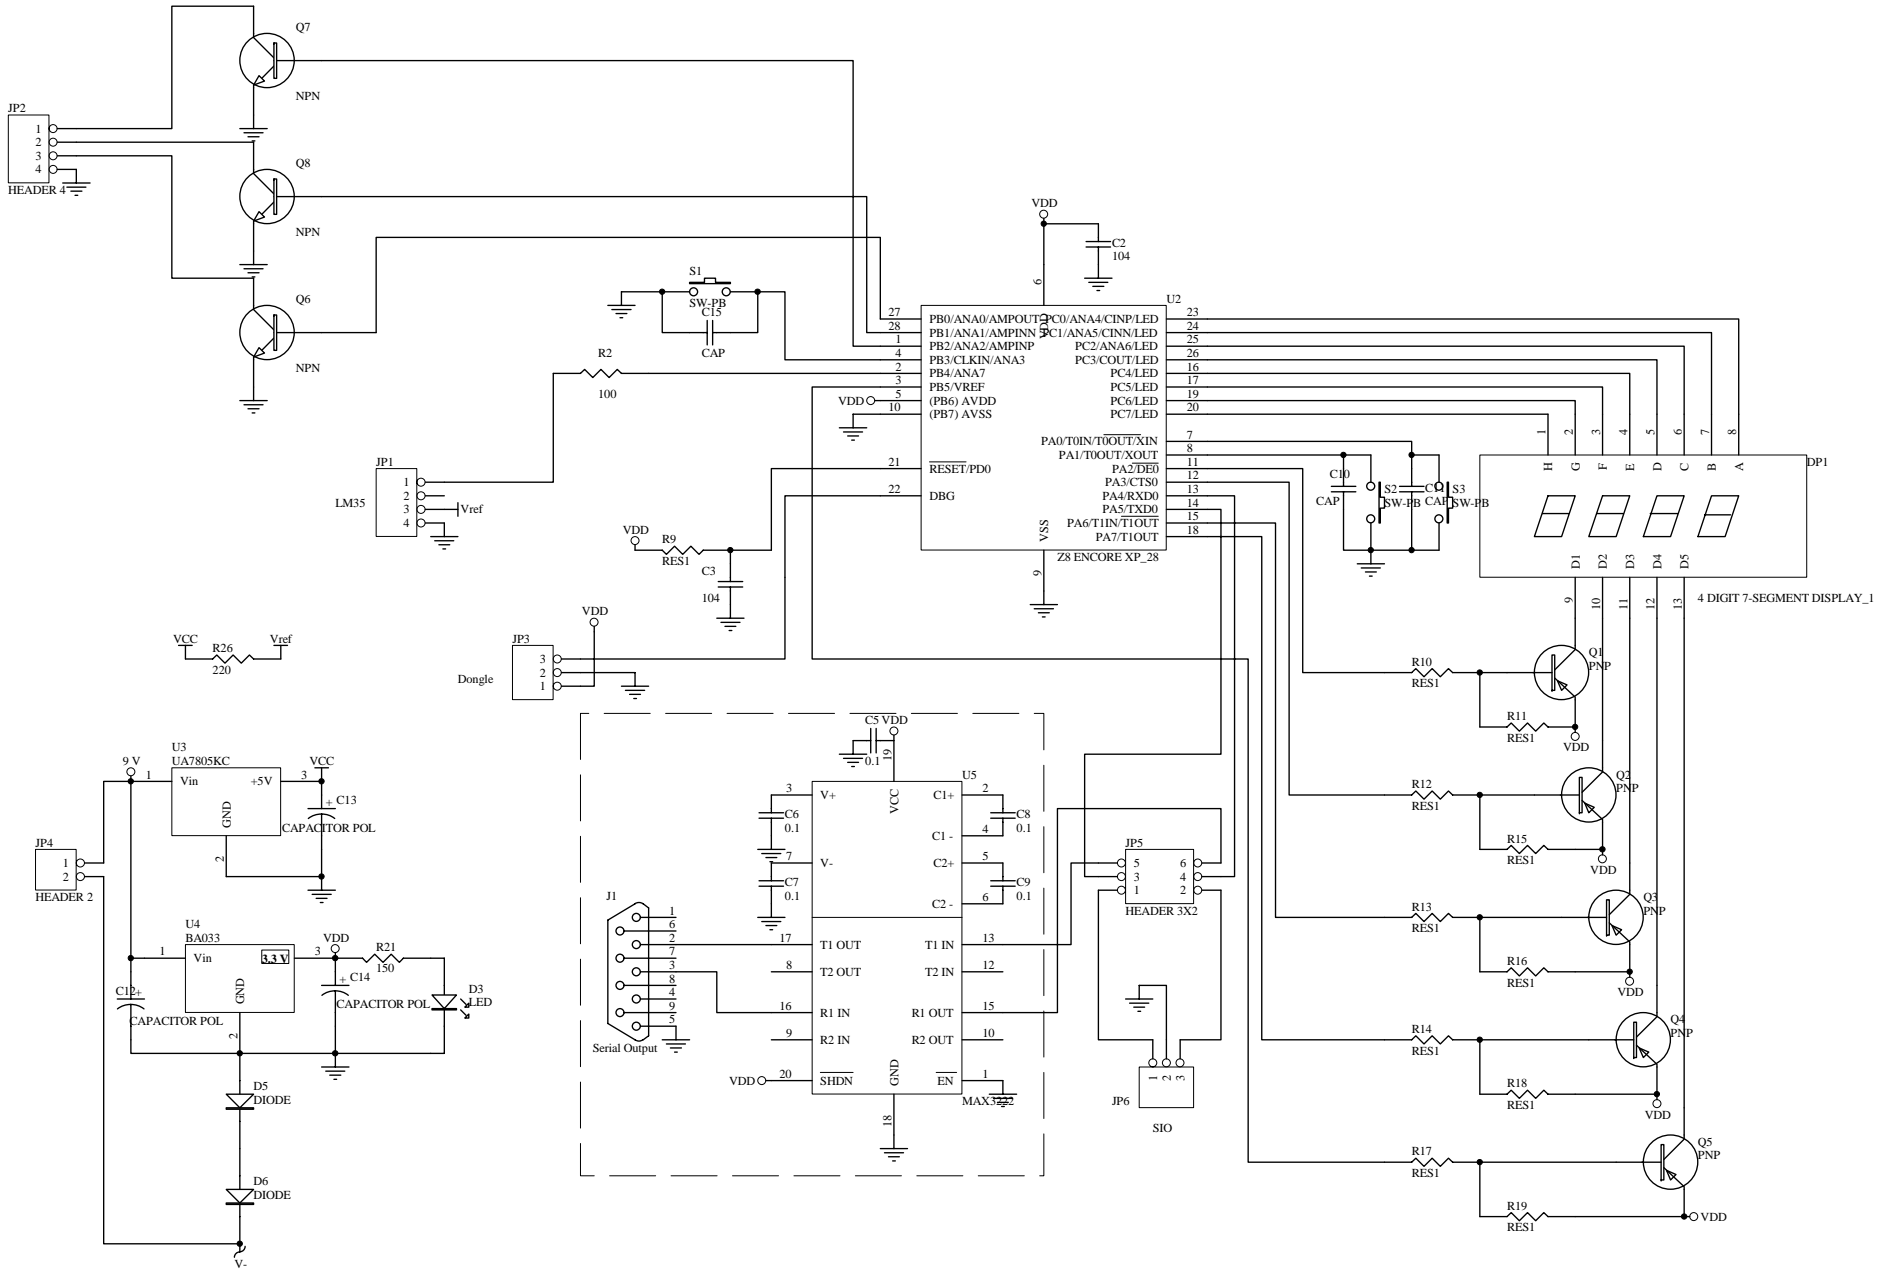 Q7
NPN
JP2
1
2
3
4
HEADER 4
Q8
NPN
Q6
NPN
VDD
C2
104
6
S1
SW-PB
C15
CAP
R2
100
U2
27 PB0/ANA0/AMPOUT PC0/ANA4/CINP/LED 23
28 PB1/ANA1/AMPINN PC1/ANA5/CINN/LED 24
1 PB2/ANA2/AMPINP PC2/ANA6/LED 25
4 PB3/CLKIN/ANA3 PC3/COUT/LED 26
2 PB4/ANA7 PC4/LED 16
3 PB5/VREF PC5/LED 17
VDD 5 (PB6) AVDD PC6/LED 19
10 (PB7) AVSS PC7/LED 20
VDD
PA0/T0IN/T0OUT/XIN 7
PA1/T0OUT/XOUT 8
21 RESET/PD0 PA2/DE0 11
PA3/CTS0 12
22 DBG PA4/RXD0 13
PA5/TXD0 14
PA6/T1IN/T1OUT 15
PA7/T1OUT 18
VSS
9
Z8 ENCORE XP_28
JP1
1
2
3
4
LM35
Vref
VDD
R9
RES1
C3
104
C10
CAP
S2
SW-PB
C11
CAP
S3
SW-PB
1 2 3 4 5 6 7 8
H G F E D C B A
DP1
D1 D2 D3 D4 D5
9 10 11 12 13
4 DIGIT 7-SEGMENT DISPLAY_1
VCC
R26
220
Vref
VDD
JP3
3
2
1
Dongle
R10
RES1
Q1
PNP
R11
RES1
VDD
R12
RES1
Q2
PNP
R15
RES1
VDD
R13
RES1
Q3
PNP
R16
RES1
VDD
R14
RES1
Q4
PNP
R18
RES1
VDD
R17
RES1
Q5
PNP
R19
RES1
VDD
9 V
U3
UA7805KC
1 Vin +5V 3
GND
2
VCC
C13
+
CAPACITOR POL
JP4
1
2
HEADER 2
U4
BA033
1 Vin 3.3 V 3
GND
2
VDD
R21
150
C14
+
CAPACITOR POL
D3
LED
C12
+
CAPACITOR POL
D5
DIODE
D6
DIODE
V-
C5 VDD
0.1
19
U5
3 V+ VCC C1+ 2
C6
0.1
C8
0.1
C1 - 4
7 V- C2+ 5
C7
0.1
C9
0.1
C2 - 6
17 T1 OUT T1 IN 13
8 T2 OUT T2 IN 12
16 R1 IN R1 OUT 15
9 R2 IN R2 OUT 10
VDD 20 SHDN GND EN 1
MAX3222
18
J1
1
6
2
7
3
8
4
9
5
Serial Output
JP5
5 6
3 4
1 2
HEADER 3X2
1 2 3
JP6
SIO